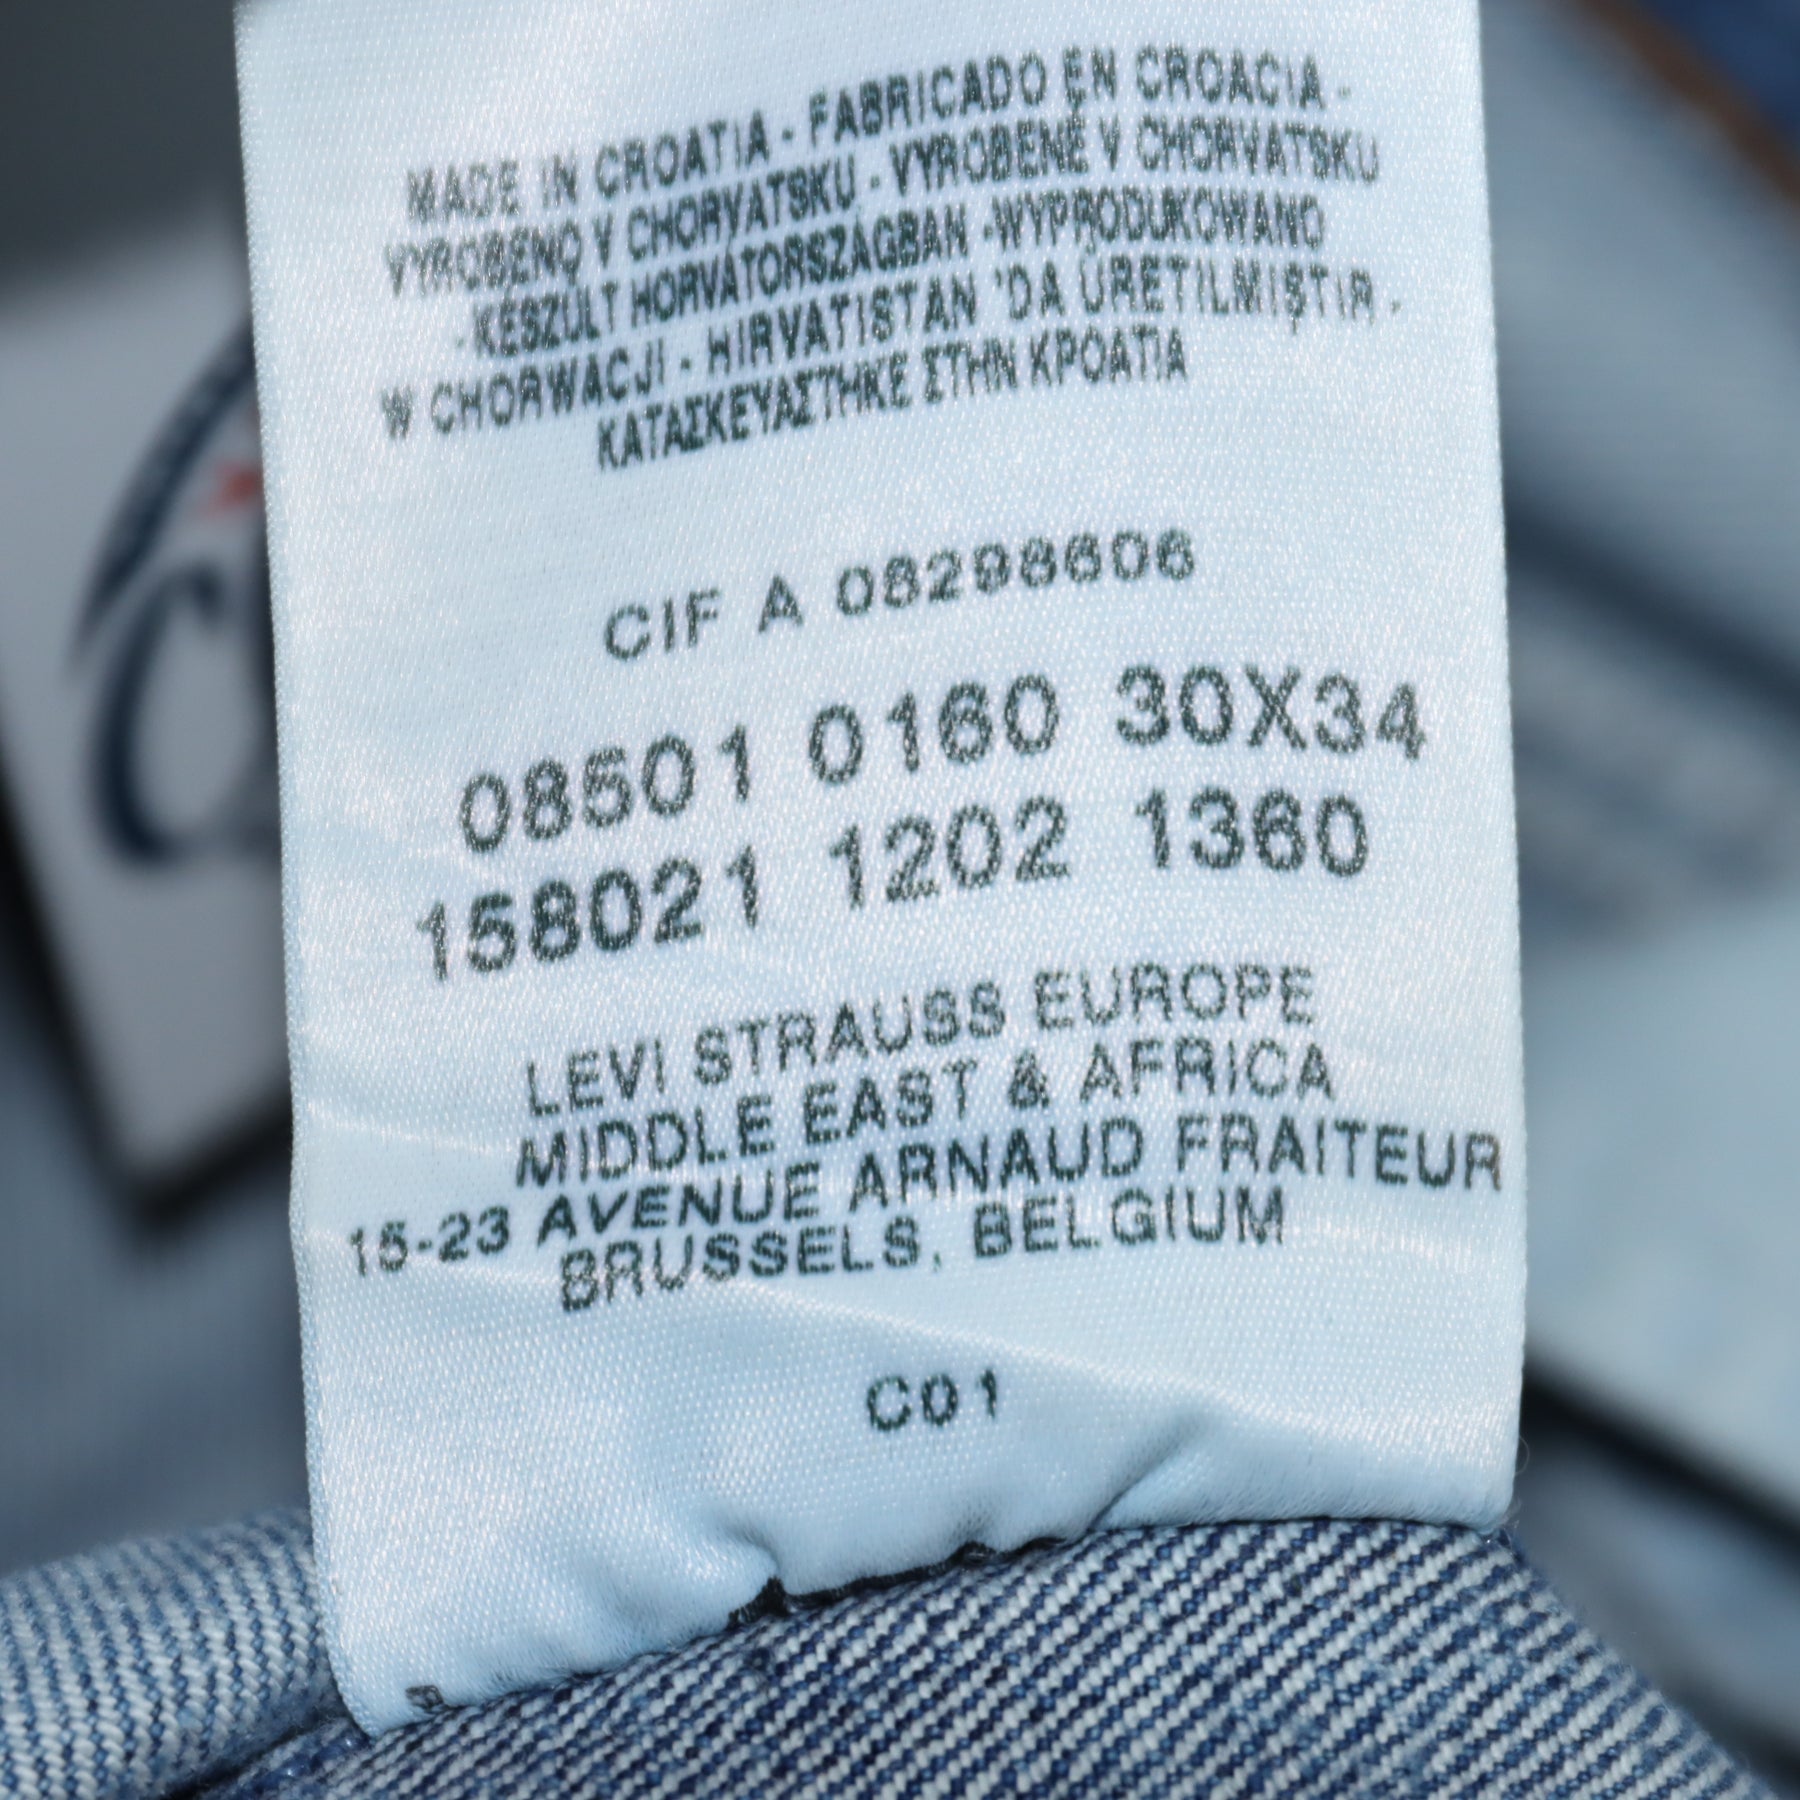 MADE IN CROATIA - FABRICADO EN CROACIA -
VYROBENO V CHORVATSKU - VYROBENÉ V CHORVATSKU
- KESZÜLT HORVÁTORSZÁGBAN - WYPRODUKOWANO
W CHORWACJI - HIRVATISTAN 'DA ÜRETILMIŞTIR -
ΚΑΤΑΣΚΕΥΑΣΤΗΚΕ ΣΤΗΝ ΚΡΟΑΤΙΑ
CIF A 08298606
08501 0160 30X34
158021 1202 1360
LEVI STRAUSS EUROPE
MIDDLE EAST & AFRICA
15-23 AVENUE ARNAUD FRAITEUR
BRUSSELS, BELGIUM
C01